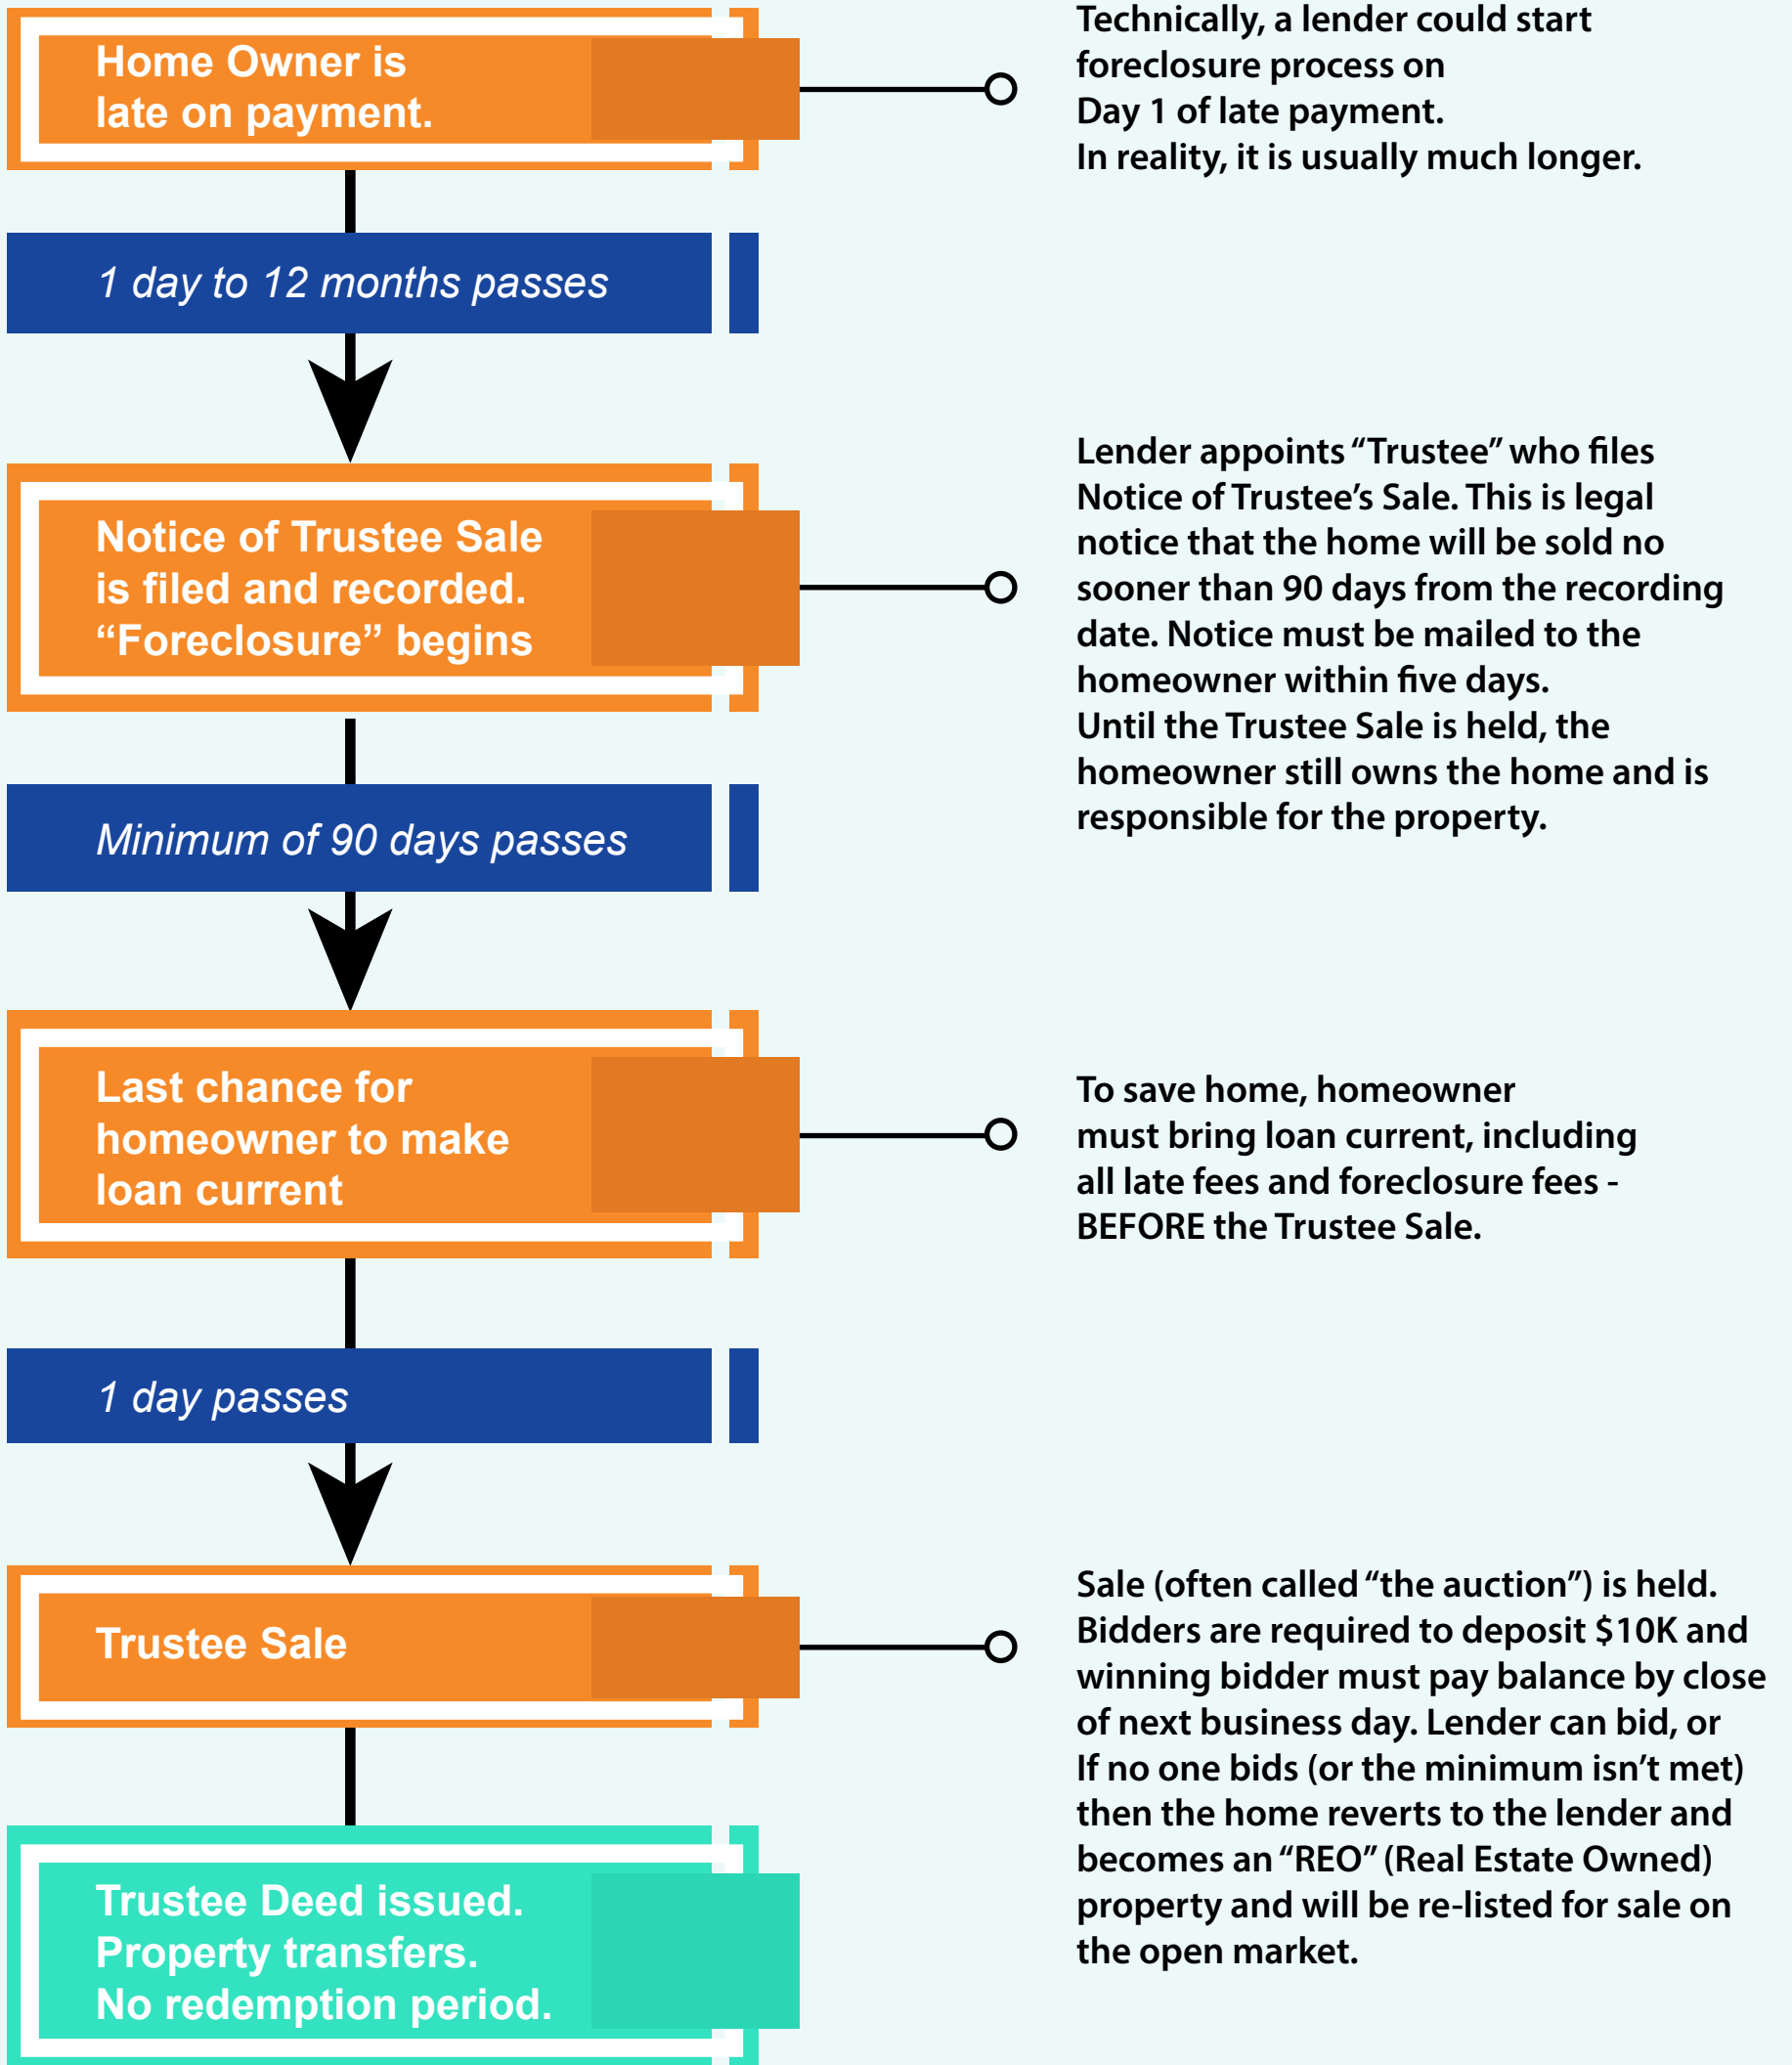 Home Owner is
late on payment.
Technically, a lender could start
foreclosure process on
Day 1 of late payment.
In reality, it is usually much longer.
1 day to 12 months passes
Notice of Trustee Sale
is filed and recorded.
“Foreclosure” begins
Lender appoints “Trustee” who files
Notice of Trustee’s Sale. This is legal
notice that the home will be sold no
sooner than 90 days from the recording
date. Notice must be mailed to the
homeowner within five days.
Until the Trustee Sale is held, the
homeowner still owns the home and is
responsible for the property.
Minimum of 90 days passes
Last chance for
homeowner to make
loan current
To save home, homeowner
must bring loan current, including
all late fees and foreclosure fees -
BEFORE the Trustee Sale.
1 day passes
Trustee Sale
Sale (often called “the auction”) is held.
Bidders are required to deposit $10K and
winning bidder must pay balance by close
of next business day. Lender can bid, or
If no one bids (or the minimum isn’t met)
then the home reverts to the lender and
becomes an “REO” (Real Estate Owned)
property and will be re-listed for sale on
the open market.
Trustee Deed issued.
Property transfers.
No redemption period.